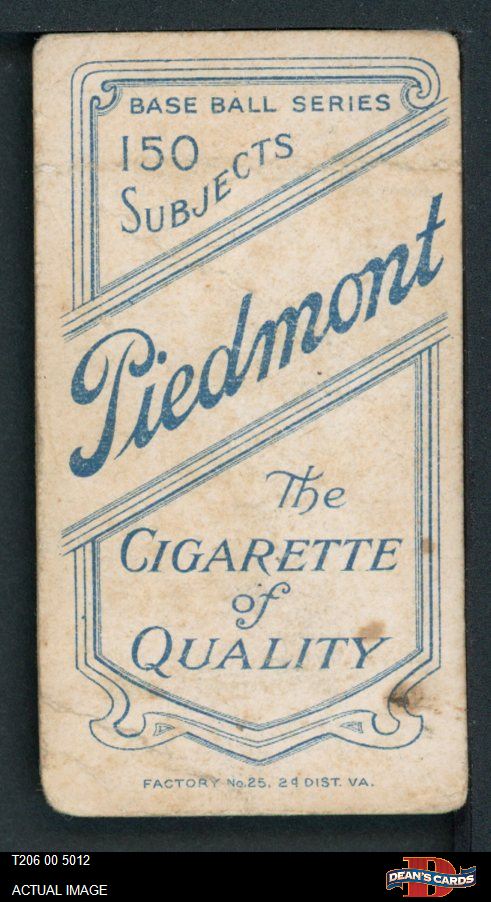 BASE BALL SERIES
150
SUBJECTS
Piedmont
The
CIGARETTE
of
QUALITY
FACTORY No. 25, 2d DIST. VA.
T206 00 5012
ACTUAL IMAGE
D
DEAN'S CARDS